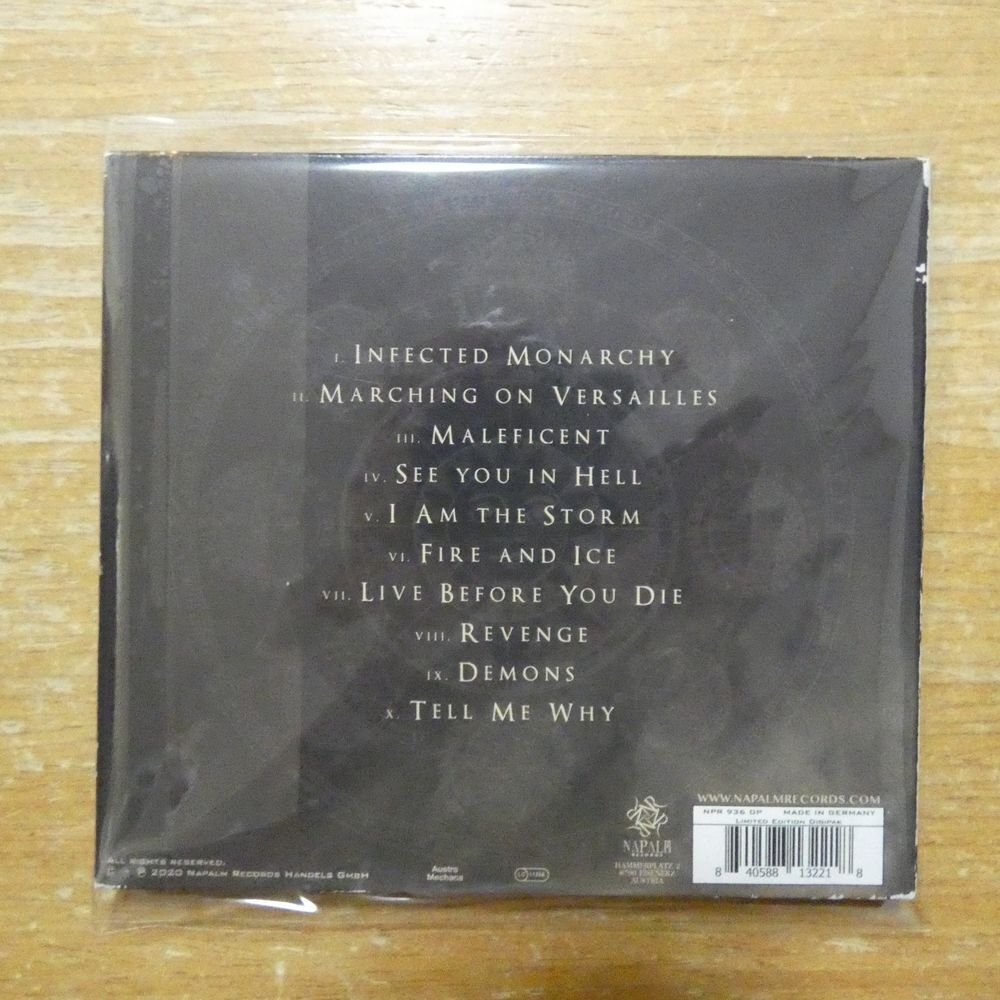 I. INFECTED MONARCHY
II. MARCHING ON VERSAILLES
III. MALEFICENT
IV. SEE YOU IN HELL
V. I AM THE STORM
VI. FIRE AND ICE
VII. LIVE BEFORE YOU DIE
VIII. REVENGE
IX. DEMONS
X. TELL ME WHY
WWW.NAPALMRECORDS.COM
NPR 936 DP MADE IN GERMANY
LIMITED EDITION DIGIPAK
8 40588 13221 8
NAPALM
RECORDS
HAMMERPLATZ 2
8790 EISENERZ
AUSTRIA
LC 11356
Austro
Mechana
ALL RIGHTS RESERVED.
℗ © 2020 NAPALM RECORDS HANDELS GMBH